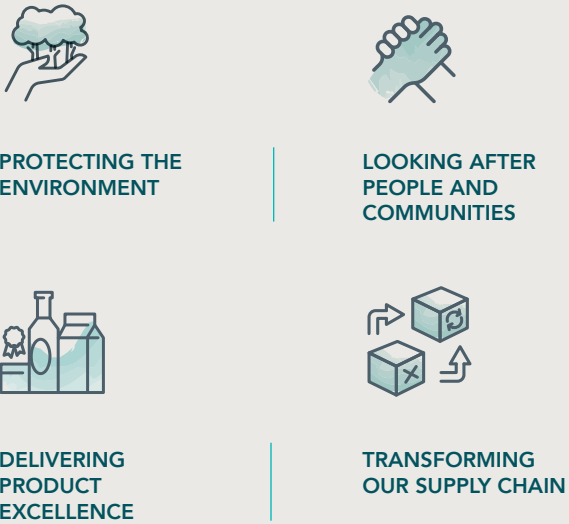 PROTECTING THE
ENVIRONMENT
LOOKING AFTER
PEOPLE AND
COMMUNITIES
DELIVERING
PRODUCT
EXCELLENCE
TRANSFORMING
OUR SUPPLY CHAIN